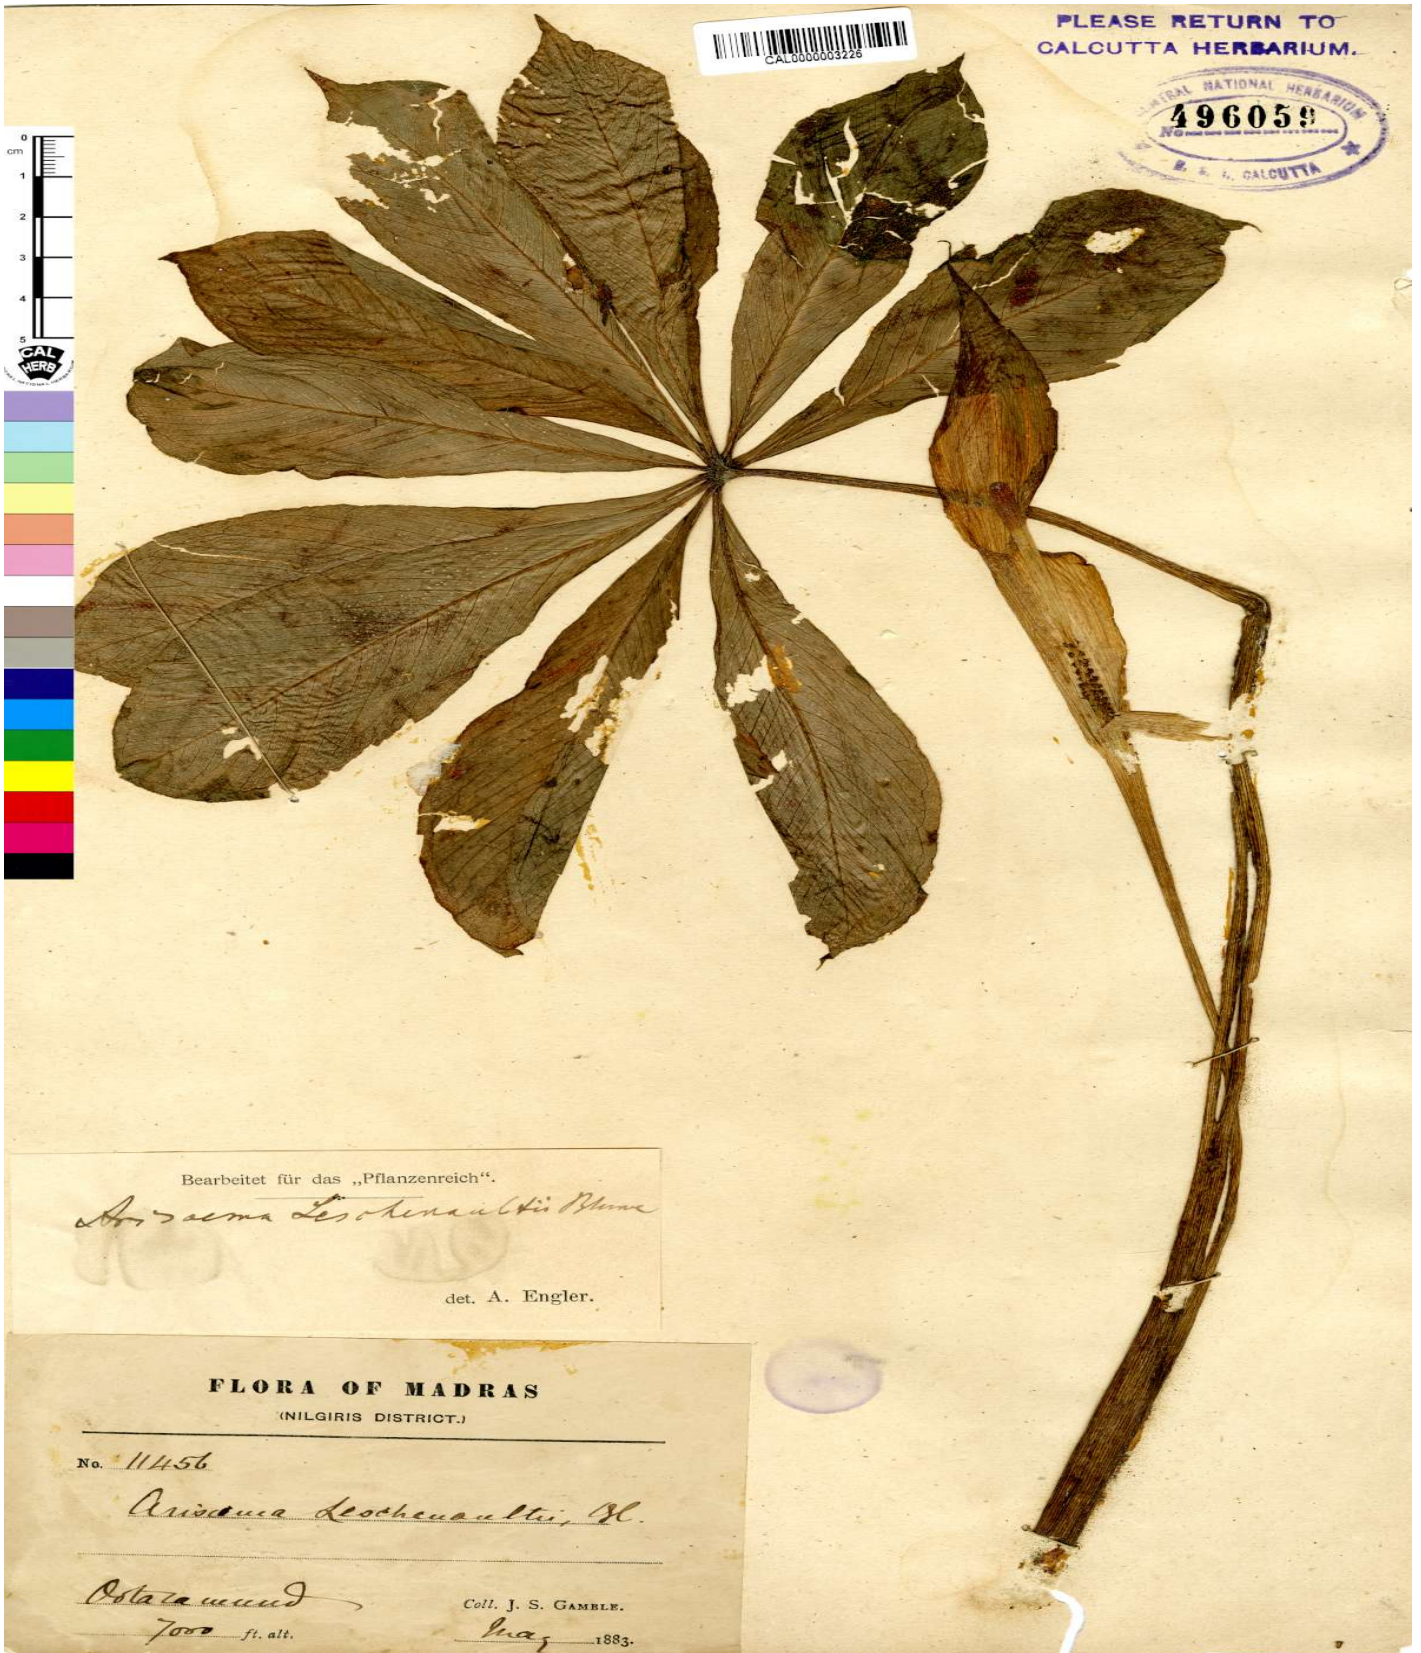 CAL0000003226
PLEASE RETURN TO
CALCUTTA HERBARIUM.
CENTRAL NATIONAL HERBARIUM
No 496059
B. S. I. CALCUTTA
0
cm
1
2
3
4
5
CAL
HERB
Bearbeitet für das „Pflanzenreich“.
Arisaema Leschenaultii Blume
det. A. Engler.
FLORA OF MADRAS
(NILGIRIS DISTRICT.)
No. 11456
Arisaema Leschenaultii, Bl.
Ootacamund
Coll. J. S. GAMBLE.
7000 ft. alt.
May 1883.